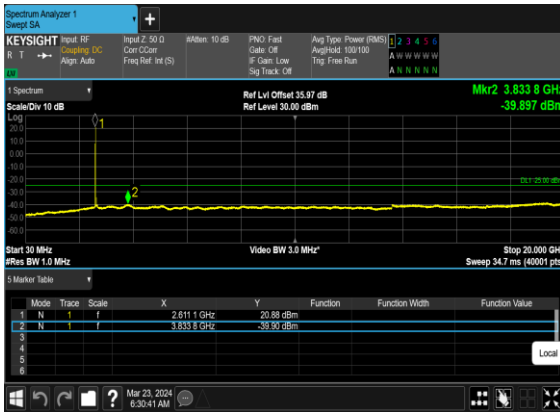 Spectrum Analyzer 1
Swept SA
+
KEYSIGHT Input: RF Input Z: 50 Ω #Atten: 10 dB PNO: Fast Avg Type: Power (RMS) 1 2 3 4 5 6
R T Coupling: DC Corr CCorr Gate: Off Avg|Hold: 100/100 A W W W W W
Align: Auto Freq Ref: Int (S) IF Gain: Low Trig: Free Run
LXI Sig Track: Off A N N N N N
1 Spectrum Ref Lvl Offset 35.97 dB Mkr2 3.833 8 GHz
Scale/Div 10 dB Ref Level 30.00 dBm -39.897 dBm
Log
20.0
10.0
0.00
-10.0
-20.0
-30.0
-40.0
-50.0
-60.0
1
2
DL1 -25.00 dBm
Start 30 MHz Video BW 3.0 MHz* Stop 20.000 GHz
#Res BW 1.0 MHz Sweep 34.7 ms (40001 pts)
5 Marker Table
Mode Trace Scale X Y Function Function Width Function Value
1 N 1 f 2.611 1 GHz 20.88 dBm
2 N 1 f 3.833 8 GHz -39.90 dBm
3
4
5
6
Local
? Mar 23, 2024
6:30:41 AM